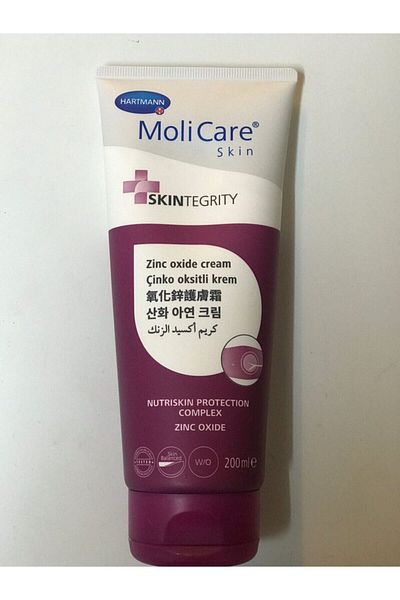 HARTMANN
MoliCare®
Skin
SKINTEGRITY
Zinc oxide cream
Çinko oksitli krem
氧化鋅護膚霜
산화 아연 크림
كريم أكسيد الزنك
NUTRISKIN PROTECTION
COMPLEX
ZINC OXIDE
TESTED
Skin
Balanced
W/O
200ml℮